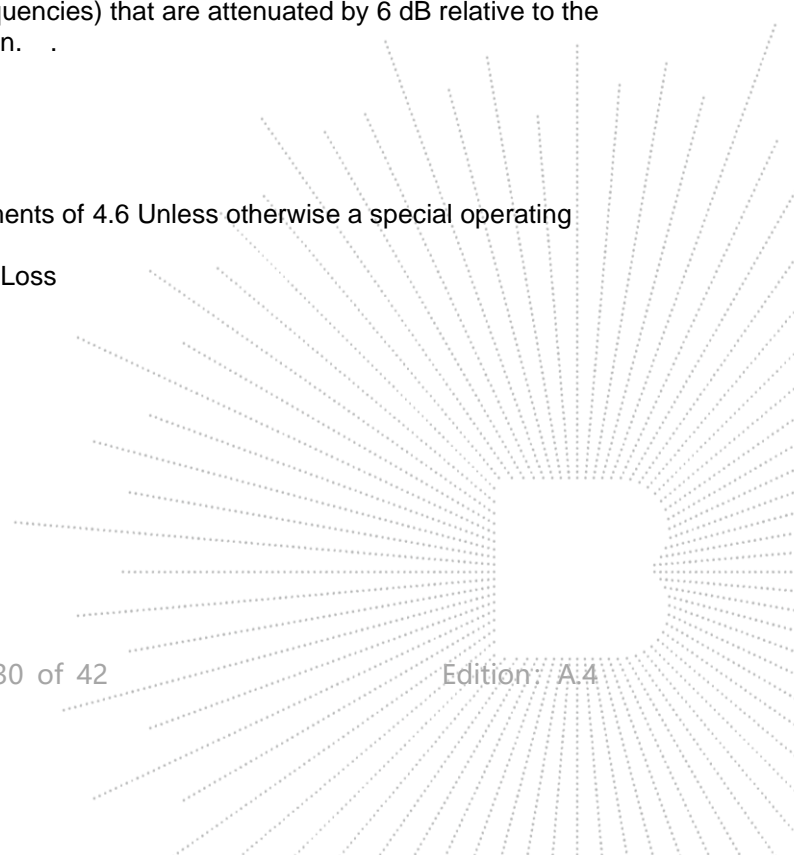 quencies) that are attenuated by 6 dB relative to the
n. .
nents of 4.6 Unless otherwise a special operating
Loss
30 of 42 Edition: A.4